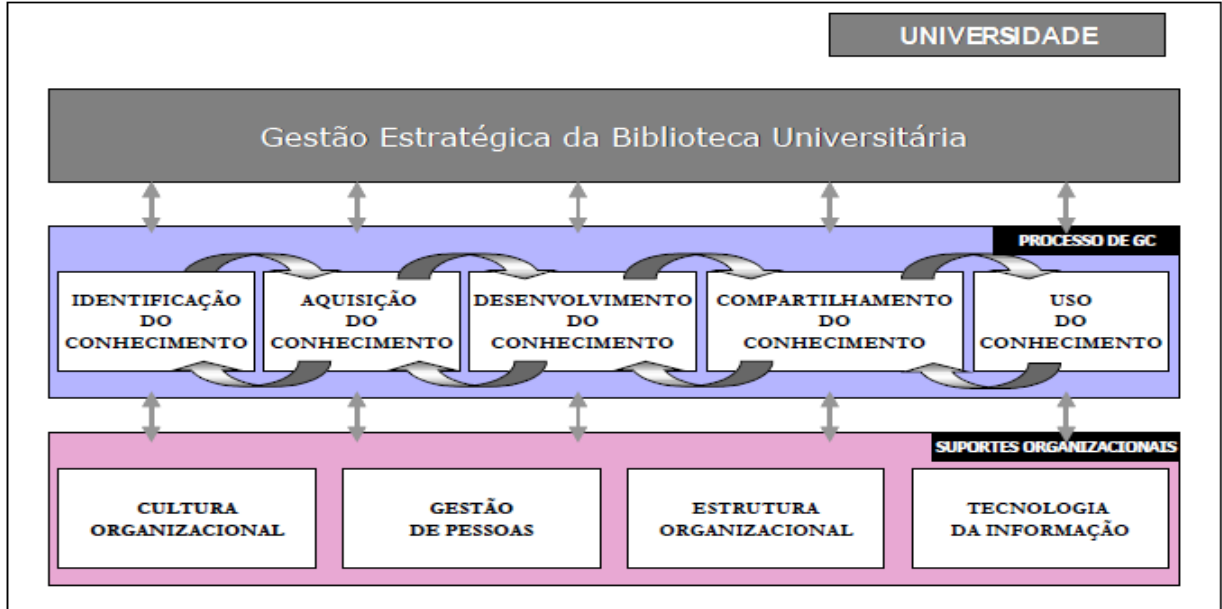 UNIVERSIDADE
Gestão Estratégica da Biblioteca Universitária
PROCESSO DE GC
IDENTIFICAÇÃO
DO
CONHECIMENTO
AQUISIÇÃO
DO
CONHECIMENTO
DESENVOLVIMENTO
DO
CONHECIMENTO
COMPARTILHAMENTO
DO
CONHECIMENTO
USO
DO
CONHECIMENTO
SUPORTES ORGANIZACIONAIS
CULTURA
ORGANIZACIONAL
GESTÃO
DE PESSOAS
ESTRUTURA
ORGANIZACIONAL
TECNOLOGIA
DA INFORMAÇÃO